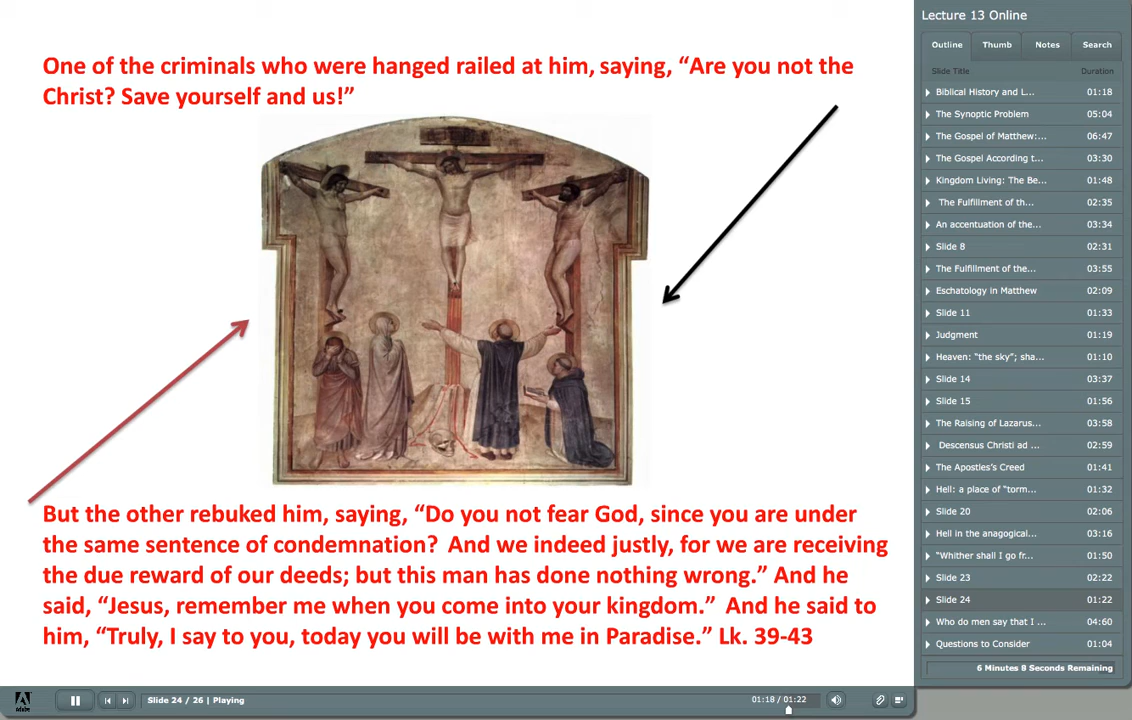 One of the criminals who were hanged railed at him, saying, “Are you not the
Christ? Save yourself and us!”
But the other rebuked him, saying, “Do you not fear God, since you are under
the same sentence of condemnation?  And we indeed justly, for we are receiving
the due reward of our deeds; but this man has done nothing wrong.” And he
said, “Jesus, remember me when you come into your kingdom.”  And he said to
him, “Truly, I say to you, today you will be with me in Paradise.” Lk. 39-43
Lecture 13 Online
Outline Thumb Notes Search
Slide Title Duration
Biblical History and L... 01:18
The Synoptic Problem 05:04
The Gospel of Matthew:... 06:47
The Gospel According t... 03:30
Kingdom Living: The Be... 01:48
The Fulfillment of th... 02:35
An accentuation of the... 03:34
Slide 8 02:31
The Fulfillment of the... 03:55
Eschatology in Matthew 02:09
Slide 11 01:33
Judgment 01:19
Heaven: “the sky”; sha... 01:10
Slide 14 03:37
Slide 15 01:56
The Raising of Lazarus... 03:58
Descensus Christi ad ... 02:59
The Apostles’s Creed 01:41
Hell: a place of “torm... 01:32
Slide 20 02:06
Hell in the anagogical... 03:16
“Whither shall I go fr... 01:50
Slide 23 02:22
Slide 24 01:22
Who do men say that I ... 04:60
Questions to Consider 01:04
6 Minutes 8 Seconds Remaining
Adobe
Slide 24 / 26 | Playing 01:18 / 01:22